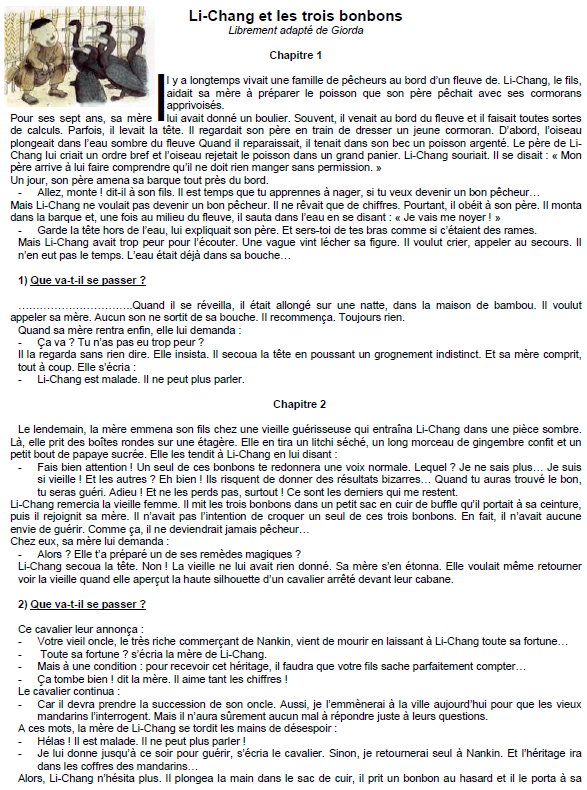 Li-Chang et les trois bonbons
Librement adapté de Giorda
Chapitre 1
Il y a longtemps vivait une famille de pêcheurs au bord d'un fleuve de. Li-Chang, le fils,
aidait sa mère à préparer le poisson que son père pêchait avec ses cormorans
apprivoisés.
Pour ses sept ans, sa mère lui avait donné un boulier. Souvent, il venait au bord du fleuve et il faisait toutes sortes
de calculs. Parfois, il levait la tête. Il regardait son père en train de dresser un jeune cormoran. D'abord, l'oiseau
plongeait dans l'eau sombre du fleuve Quand il reparaissait, il tenait dans son bec un poisson argenté. Le père de Li-
Chang lui criait un ordre bref et l'oiseau rejetait le poisson dans un grand panier. Li-Chang souriait. Il se disait : « Mon
père arrive à lui faire comprendre qu'il ne doit rien manger sans permission. »
Un jour, son père amena sa barque tout près du bord.
- Allez, monte ! dit-il à son fils. Il est temps que tu apprennes à nager, si tu veux devenir un bon pêcheur…
Mais Li-Chang ne voulait pas devenir un bon pêcheur. Il ne rêvait que de chiffres. Pourtant, il obéit à son père. Il monta
dans la barque et, une fois au milieu du fleuve, il sauta dans l'eau en se disant : « Je vais me noyer ! »
- Garde la tête hors de l'eau, lui expliquait son père. Et sers-toi de tes bras comme si c'étaient des rames.
Mais Li-Chang avait trop peur pour l'écouter. Une vague vint lécher sa figure. Il voulut crier, appeler au secours. Il
n'en eut pas le temps. L'eau était déjà dans sa bouche…
1) Que va-t-il se passer ?
…………………………..Quand il se réveilla, il était allongé sur une natte, dans la maison de bambou. Il voulut
appeler sa mère. Aucun son ne sortit de sa bouche. Il recommença. Toujours rien.
Quand sa mère rentra enfin, elle lui demanda :
- Ça va ? Tu n'as pas eu trop peur ?
Il la regarda sans rien dire. Elle insista. Il secoua la tête en poussant un grognement indistinct. Et sa mère comprit,
tout à coup. Elle s'écria :
- Li-Chang est malade. Il ne peut plus parler.
Chapitre 2
Le lendemain, la mère emmena son fils chez une vieille guérisseuse qui entraîna Li-Chang dans une pièce sombre.
Là, elle prit des boîtes rondes sur une étagère. Elle en tira un litchi séché, un long morceau de gingembre confit et un
petit bout de papaye sucrée. Elle les tendit à Li-Chang en lui disant :
- Fais bien attention ! Un seul de ces bonbons te redonnera une voix normale. Lequel ? Je ne sais plus… Je suis
si vieille ! Et les autres ? Eh bien ! Ils risquent de donner des résultats bizarres… Quand tu auras trouvé le bon,
tu seras guéri. Adieu ! Et ne les perds pas, surtout ! Ce sont les derniers qui me restent.
Li-Chang remercia la vieille femme. Il mit les trois bonbons dans un petit sac en cuir de buffle qu'il portait à sa ceinture,
puis il rejoignit sa mère. Il n'avait pas l'intention de croquer un seul de ces trois bonbons. En fait, il n'avait aucune
envie de guérir. Comme ça, il ne deviendrait jamais pêcheur…
Chez eux, sa mère lui demanda :
- Alors ? Elle t'a préparé un de ses remèdes magiques ?
Li-Chang secoua la tête. Non ! La vieille ne lui avait rien donné. Sa mère s'en étonna. Elle voulait même retourner
voir la vieille quand elle aperçut la haute silhouette d'un cavalier arrêté devant leur cabane.
2) Que va-t-il se passer ?
Ce cavalier leur annonça :
- Votre vieil oncle, le très riche commerçant de Nankin, vient de mourir en laissant à Li-Chang toute sa fortune…
- Toute sa fortune ? s'écria la mère de Li-Chang.
- Mais à une condition : pour recevoir cet héritage, il faudra que votre fils sache parfaitement compter…
- Ça tombe bien ! dit la mère. Il aime tant les chiffres !
Le cavalier continua :
- Car il devra prendre la succession de son oncle. Aussi, je l'emmènerai à la ville aujourd'hui pour que les vieux
mandarins l'interrogent. Mais il n'aura sûrement aucun mal à répondre juste à leurs questions.
A ces mots, la mère de Li-Chang se tordit les mains de désespoir :
- Hélas ! Il est malade. Il ne peut plus parler !
- Je lui donne jusqu'à ce soir pour guérir, s'écria le cavalier. Sinon, je retournerai seul à Nankin. Et l'héritage ira
dans les coffres des mandarins…
Alors, Li-Chang n'hésita plus. Il plongea la main dans le sac de cuir, il prit un bonbon au hasard et il le porta à sa